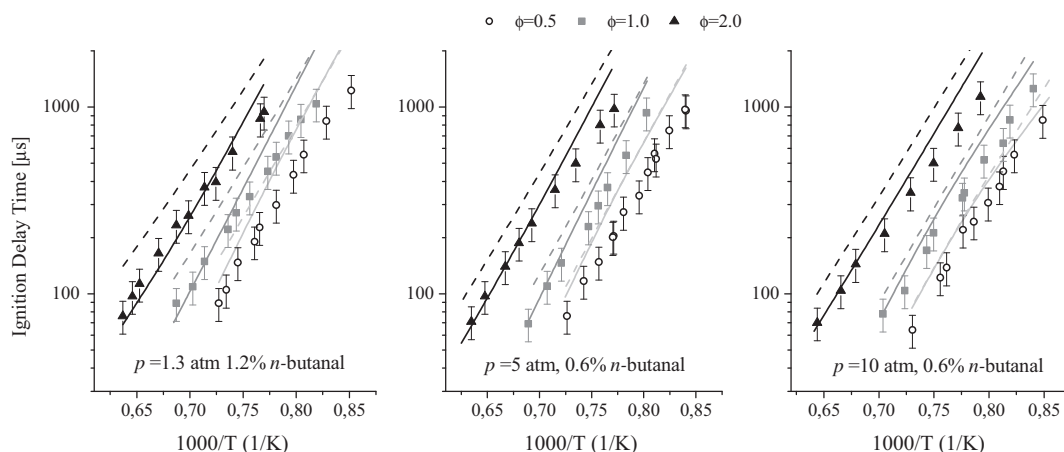 ϕ=0.5 ϕ=1.0 ϕ=2.0
Ignition Delay Time [µs]
1000
100
p =1.3 atm 1.2% n-butanal
0,65 0,70 0,75 0,80 0,85
1000/T (1/K)
1000
100
p =5 atm, 0.6% n-butanal
0,65 0,70 0,75 0,80 0,85
1000/T (1/K)
1000
100
p =10 atm, 0.6% n-butanal
0,65 0,70 0,75 0,80 0,85
1000/T (1/K)